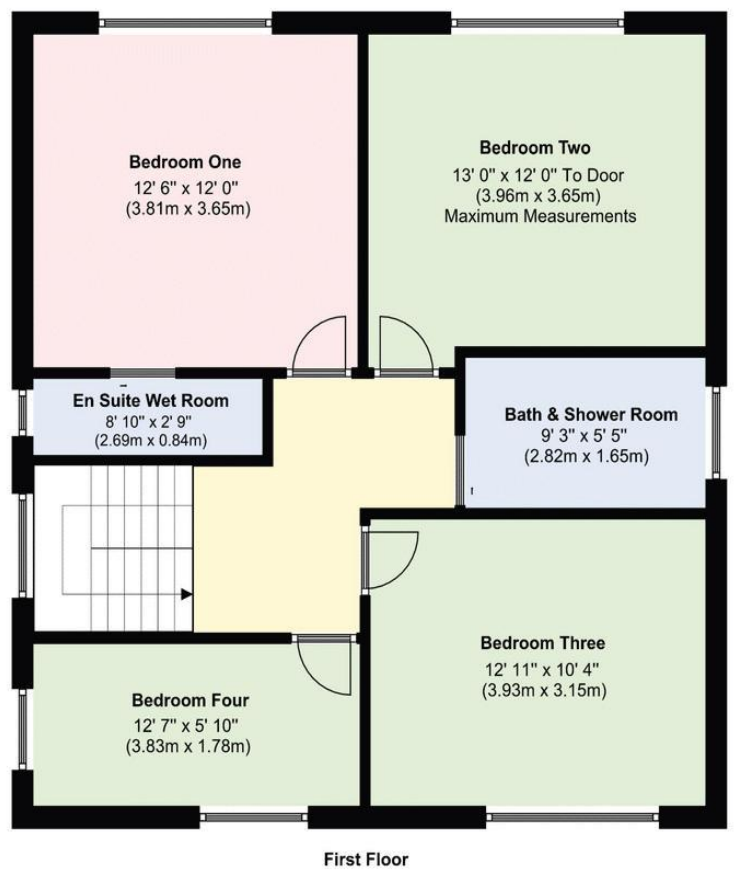 Bedroom One
12' 6" x 12' 0"
(3.81m x 3.65m)
Bedroom Two
13' 0" x 12' 0" To Door
(3.96m x 3.65m)
Maximum Measurements
En Suite Wet Room
8' 10" x 2' 9"
(2.69m x 0.84m)
Bath & Shower Room
9' 3" x 5' 5"
(2.82m x 1.65m)
Bedroom Three
12' 11" x 10' 4"
(3.93m x 3.15m)
Bedroom Four
12' 7" x 5' 10"
(3.83m x 1.78m)
First Floor